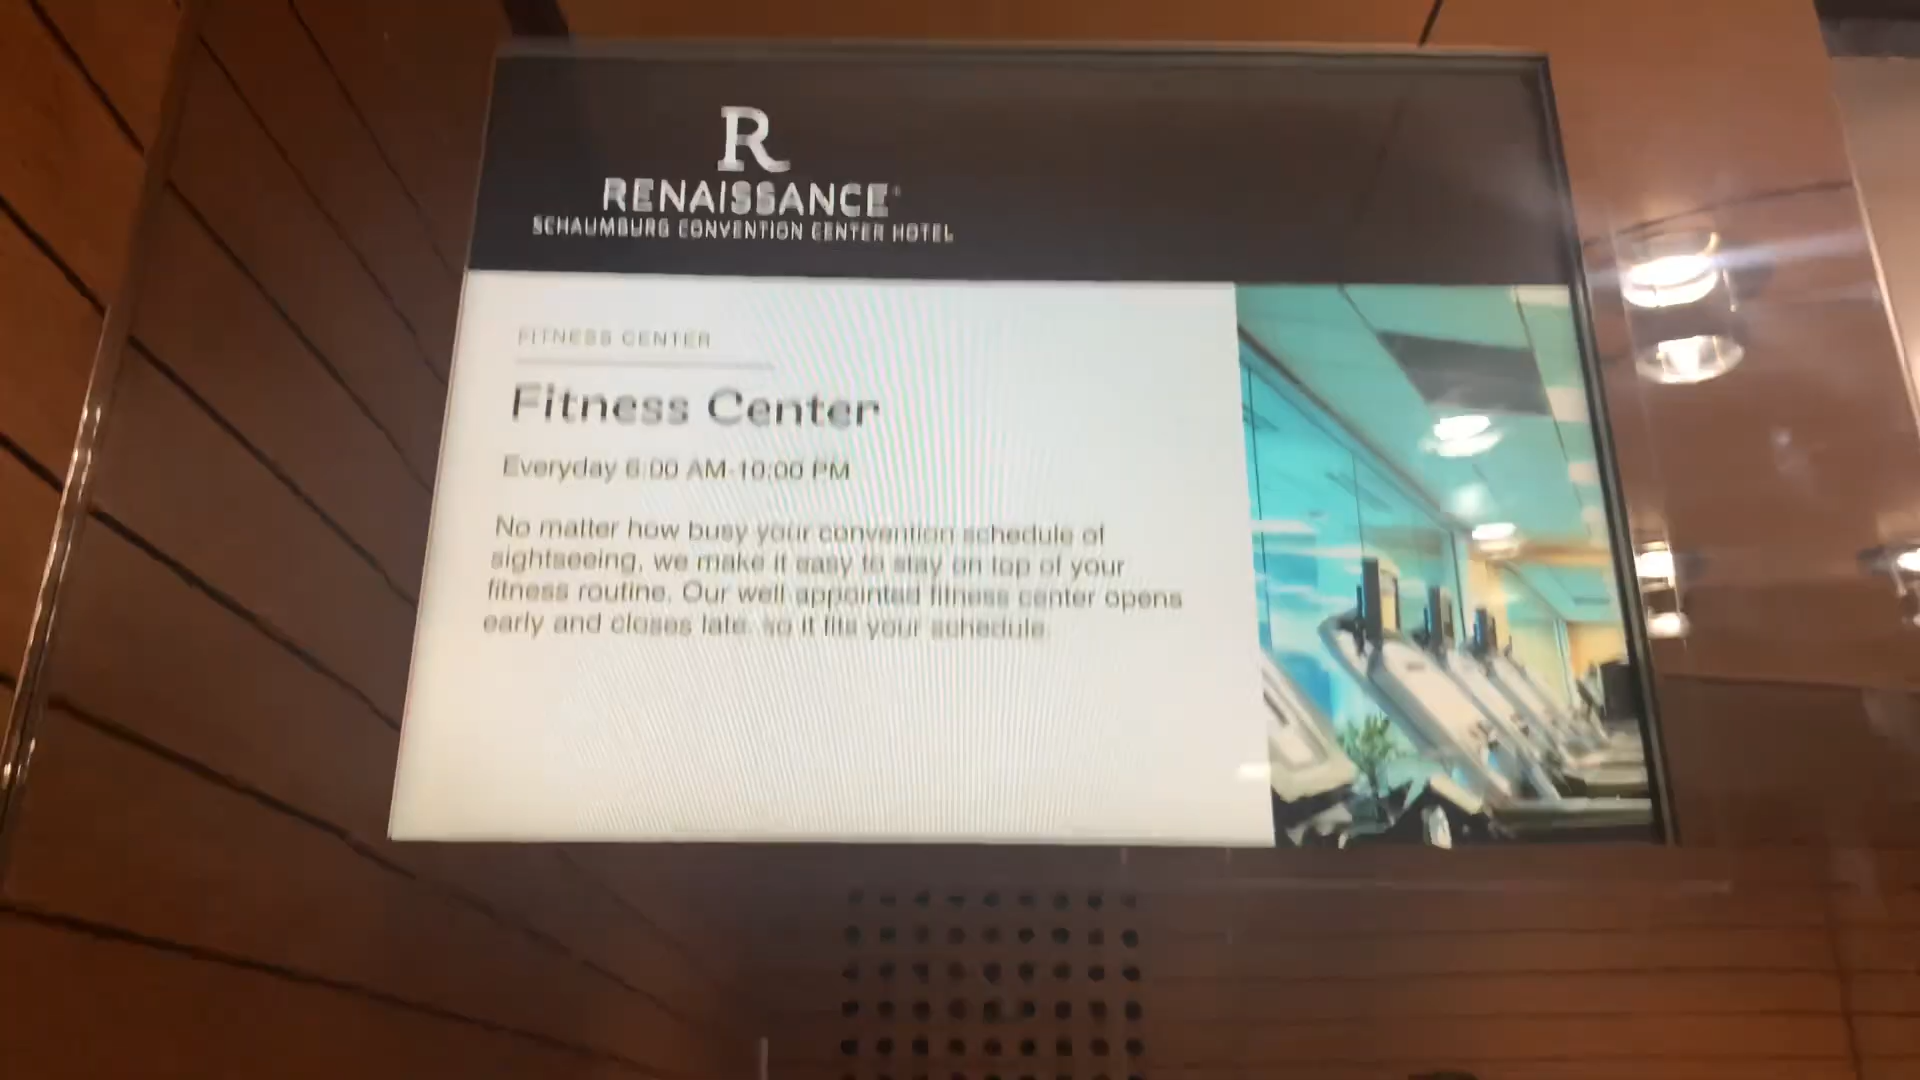 R
RENAISSANCE®
SCHAUMBURG CONVENTION CENTER HOTEL
FITNESS CENTER
Fitness Center
Everyday 6:00 AM-10:00 PM
No matter how busy your convention schedule of
sightseeing, we make it easy to stay on top of your
fitness routine. Our well appointed fitness center opens
early and closes late, so it fits your schedule.